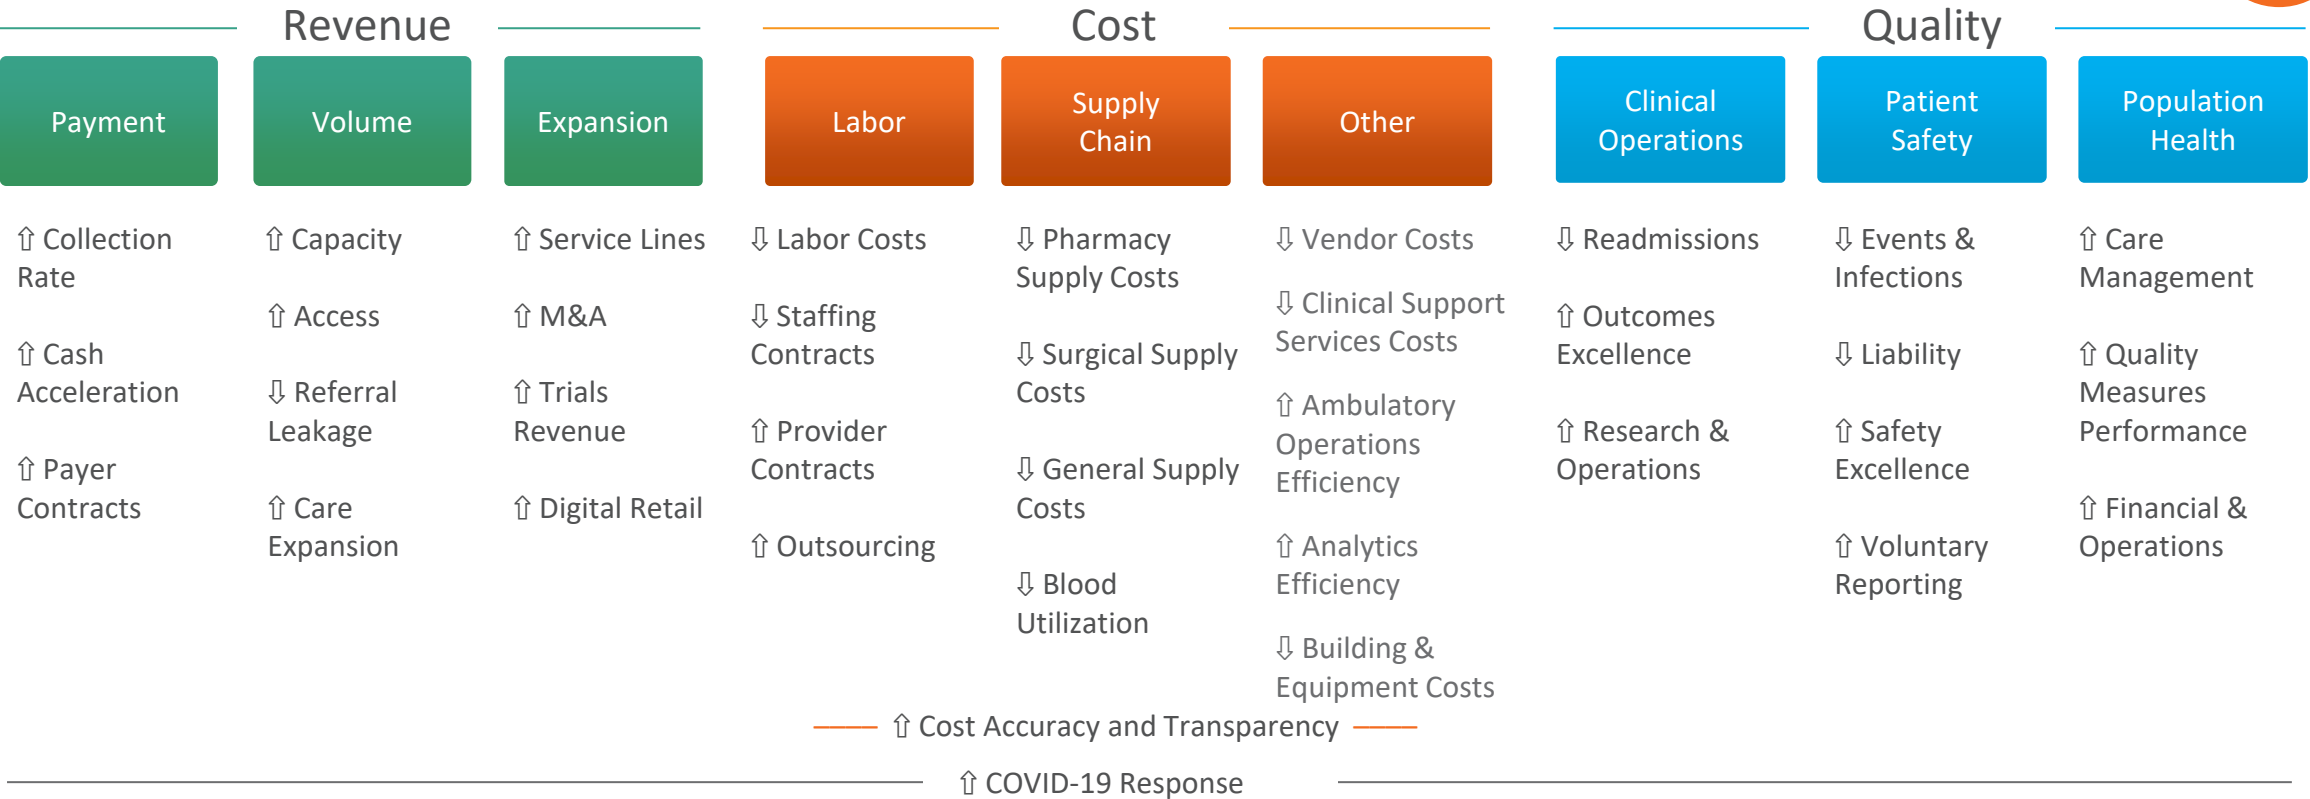 Revenue
Cost
Quality
Payment
Volume
Expansion
Labor
Supply
Chain
Other
Clinical
Operations
Patient
Safety
Population
Health
⇧ Collection
Rate
⇧ Cash
Acceleration
⇧ Payer
Contracts
⇧ Capacity
⇧ Access
⇩ Referral
Leakage
⇧ Care
Expansion
⇧ Service Lines
⇧ M&A
⇧ Trials
Revenue
⇧ Digital Retail
⇩ Labor Costs
⇩ Staffing
Contracts
⇧ Provider
Contracts
⇧ Outsourcing
⇩ Pharmacy
Supply Costs
⇩ Surgical Supply
Costs
⇩ General Supply
Costs
⇩ Blood
Utilization
⇩ Vendor Costs
⇩ Clinical Support
Services Costs
⇧ Ambulatory
Operations
Efficiency
⇧ Analytics
Efficiency
⇩ Building &
Equipment Costs
⇩ Readmissions
⇧ Outcomes
Excellence
⇧ Research &
Operations
⇩ Events &
Infections
⇩ Liability
⇧ Safety
Excellence
⇧ Voluntary
Reporting
⇧ Care
Management
⇧ Quality
Measures
Performance
⇧ Financial &
Operations
⇧ Cost Accuracy and Transparency
⇧ COVID-19 Response